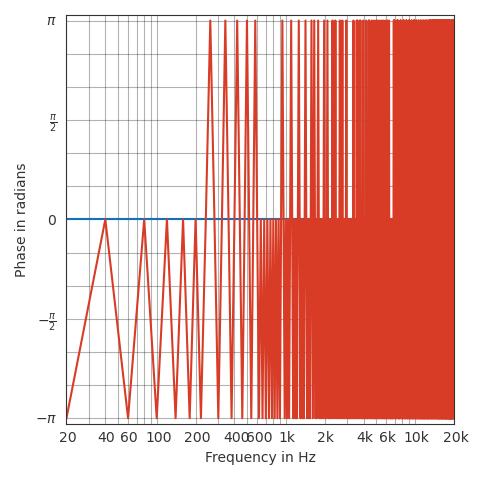 π
π/2
0
−π/2
−π
Phase in radians
20 40 60 100 200 400 600 1k 2k 4k 6k 10k 20k
Frequency in Hz